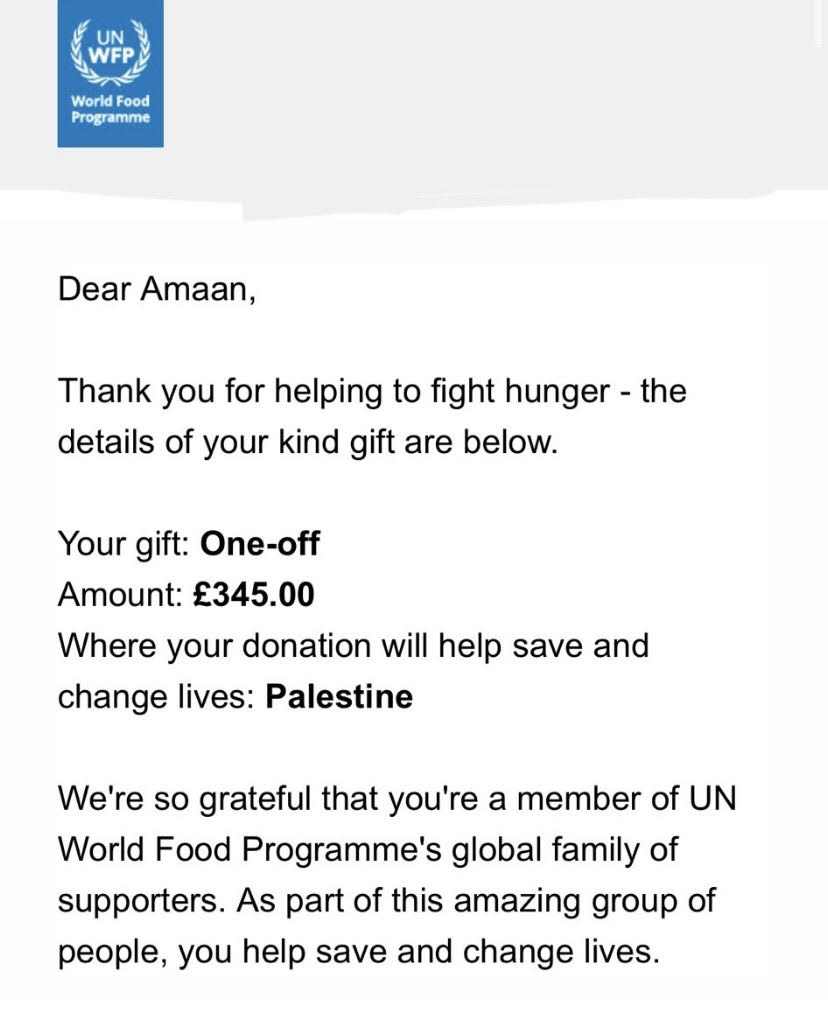 UN
WFP
World Food
Programme
Dear Amaan,
Thank you for helping to fight hunger - the
details of your kind gift are below.
Your gift: One-off
Amount: £345.00
Where your donation will help save and
change lives: Palestine
We're so grateful that you're a member of UN
World Food Programme's global family of
supporters. As part of this amazing group of
people, you help save and change lives.